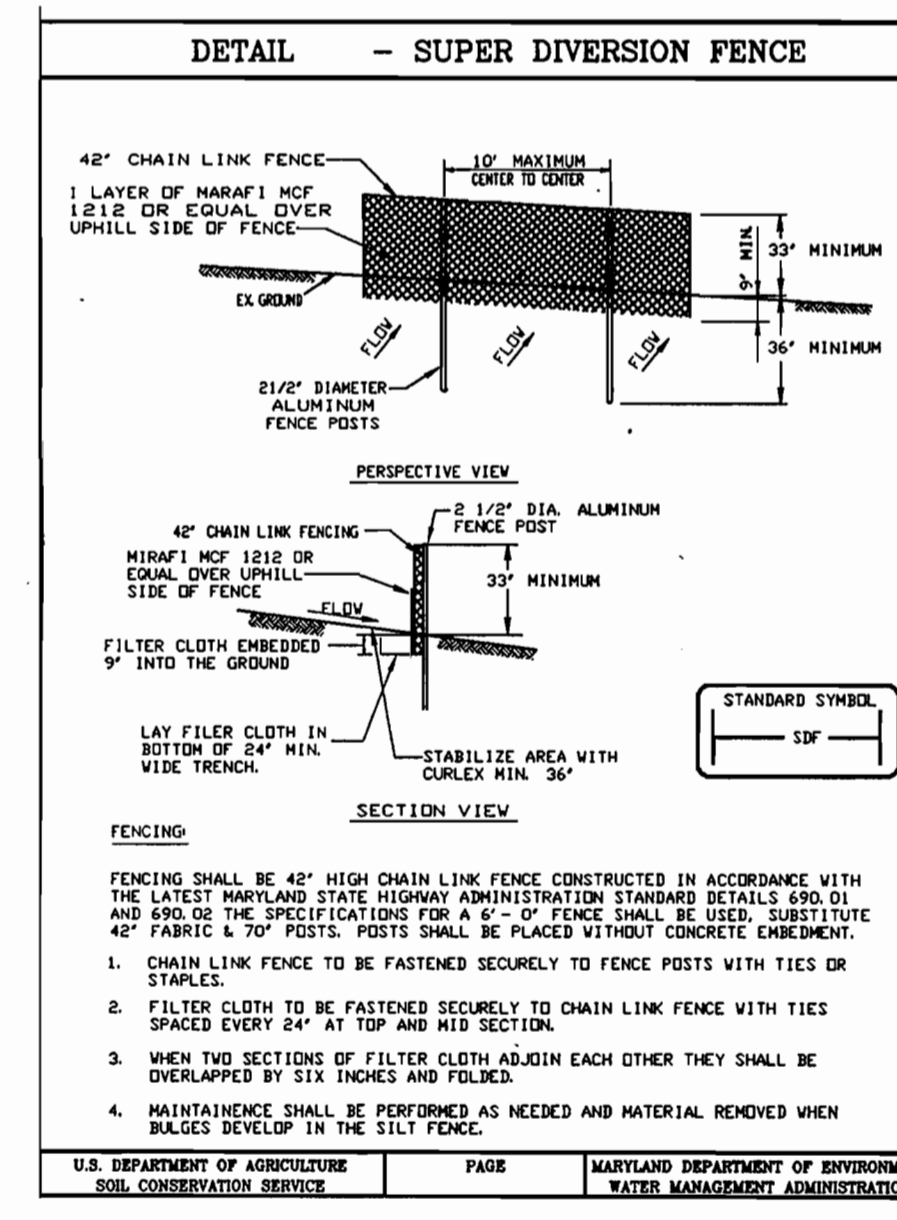 DETAIL - SUPER DIVERSION FENCE
42" CHAIN LINK FENCE
1 LAYER OF MARAFI MCF
1212 OR EQUAL OVER
UPHILL SIDE OF FENCE
10' MAXIMUM
CENTER TO CENTER
9" MIN.
33" MINIMUM
EX. GROUND
FLOW
FLOW
FLOW
36" MINIMUM
21/2" DIAMETER
ALUMINUM
FENCE POSTS
PERSPECTIVE VIEW
2 1/2" DIA. ALUMINUM
FENCE POST
42" CHAIN LINK FENCING
MIRAFI MCF 1212 OR
EQUAL OVER UPHILL
SIDE OF FENCE
33" MINIMUM
FLOW
FILTER CLOTH EMBEDDED
9" INTO THE GROUND
LAY FILER CLOTH IN
BOTTOM OF 24" MIN.
WIDE TRENCH.
STABILIZE AREA WITH
CURLEX MIN. 36"
STANDARD SYMBOL
SDF
SECTION VIEW
FENCING:
FENCING SHALL BE 42" HIGH CHAIN LINK FENCE CONSTRUCTED IN ACCORDANCE WITH
THE LATEST MARYLAND STATE HIGHWAY ADMINISTRATION STANDARD DETAILS 690.01
AND 690.02 THE SPECIFICATIONS FOR A 6' - 0" FENCE SHALL BE USED, SUBSTITUTE
42" FABRIC & 70" POSTS. POSTS SHALL BE PLACED WITHOUT CONCRETE EMBEDMENT.
1. CHAIN LINK FENCE TO BE FASTENED SECURELY TO FENCE POSTS WITH TIES OR
STAPLES.
2. FILTER CLOTH TO BE FASTENED SECURELY TO CHAIN LINK FENCE WITH TIES
SPACED EVERY 24" AT TOP AND MID SECTION.
3. WHEN TWO SECTIONS OF FILTER CLOTH ADJOIN EACH OTHER THEY SHALL BE
OVERLAPPED BY SIX INCHES AND FOLDED.
4. MAINTAINENCE SHALL BE PERFORMED AS NEEDED AND MATERIAL REMOVED WHEN
BULGES DEVELOP IN THE SILT FENCE.
U.S. DEPARTMENT OF AGRICULTURE
SOIL CONSERVATION SERVICE
PAGE
MARYLAND DEPARTMENT OF ENVIRONM
WATER MANAGEMENT ADMINISTRATIO